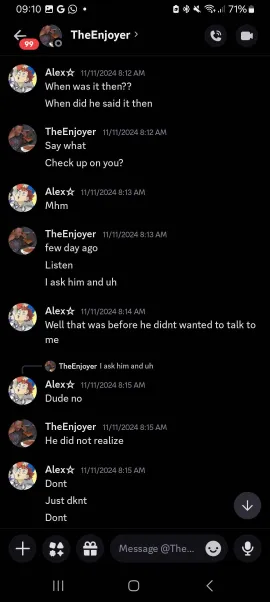 09:10
71%
99
TheEnjoyer
Alex☆ 11/11/2024 8:12 AM
When was it then??
When did he said it then
TheEnjoyer 11/11/2024 8:12 AM
Say what
Check up on you?
Alex☆ 11/11/2024 8:13 AM
Mhm
TheEnjoyer 11/11/2024 8:13 AM
few day ago
Listen
I ask him and uh
Alex☆ 11/11/2024 8:14 AM
Well that was before he didnt wanted to talk to
me
TheEnjoyer I ask him and uh
Alex☆ 11/11/2024 8:15 AM
Dude no
TheEnjoyer 11/11/2024 8:15 AM
He did not realize
Alex☆ 11/11/2024 8:15 AM
Dont
Just dknt
Dont
Message @The...